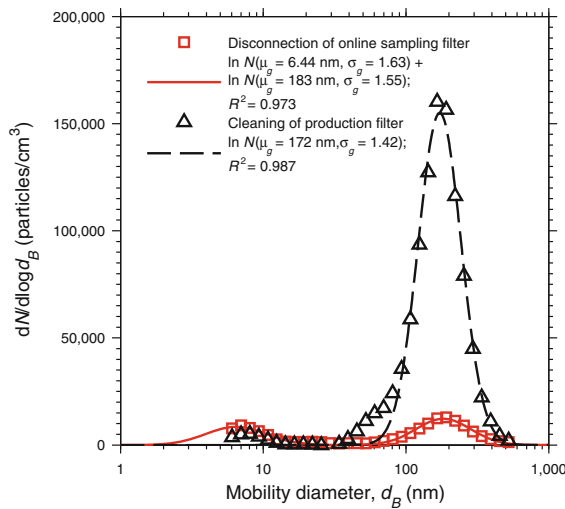 200,000
150,000
100,000
50,000
0
dN/dlogd_B (particles/cm³)
Disconnection of online sampling filter
ln N(μ_g = 6.44 nm, σ_g = 1.63) +
ln N(μ_g = 183 nm, σ_g = 1.55);
R² = 0.973
Cleaning of production filter
ln N(μ_g = 172 nm,σ_g = 1.42);
R² = 0.987
1 10 100 1,000
Mobility diameter, d_B (nm)